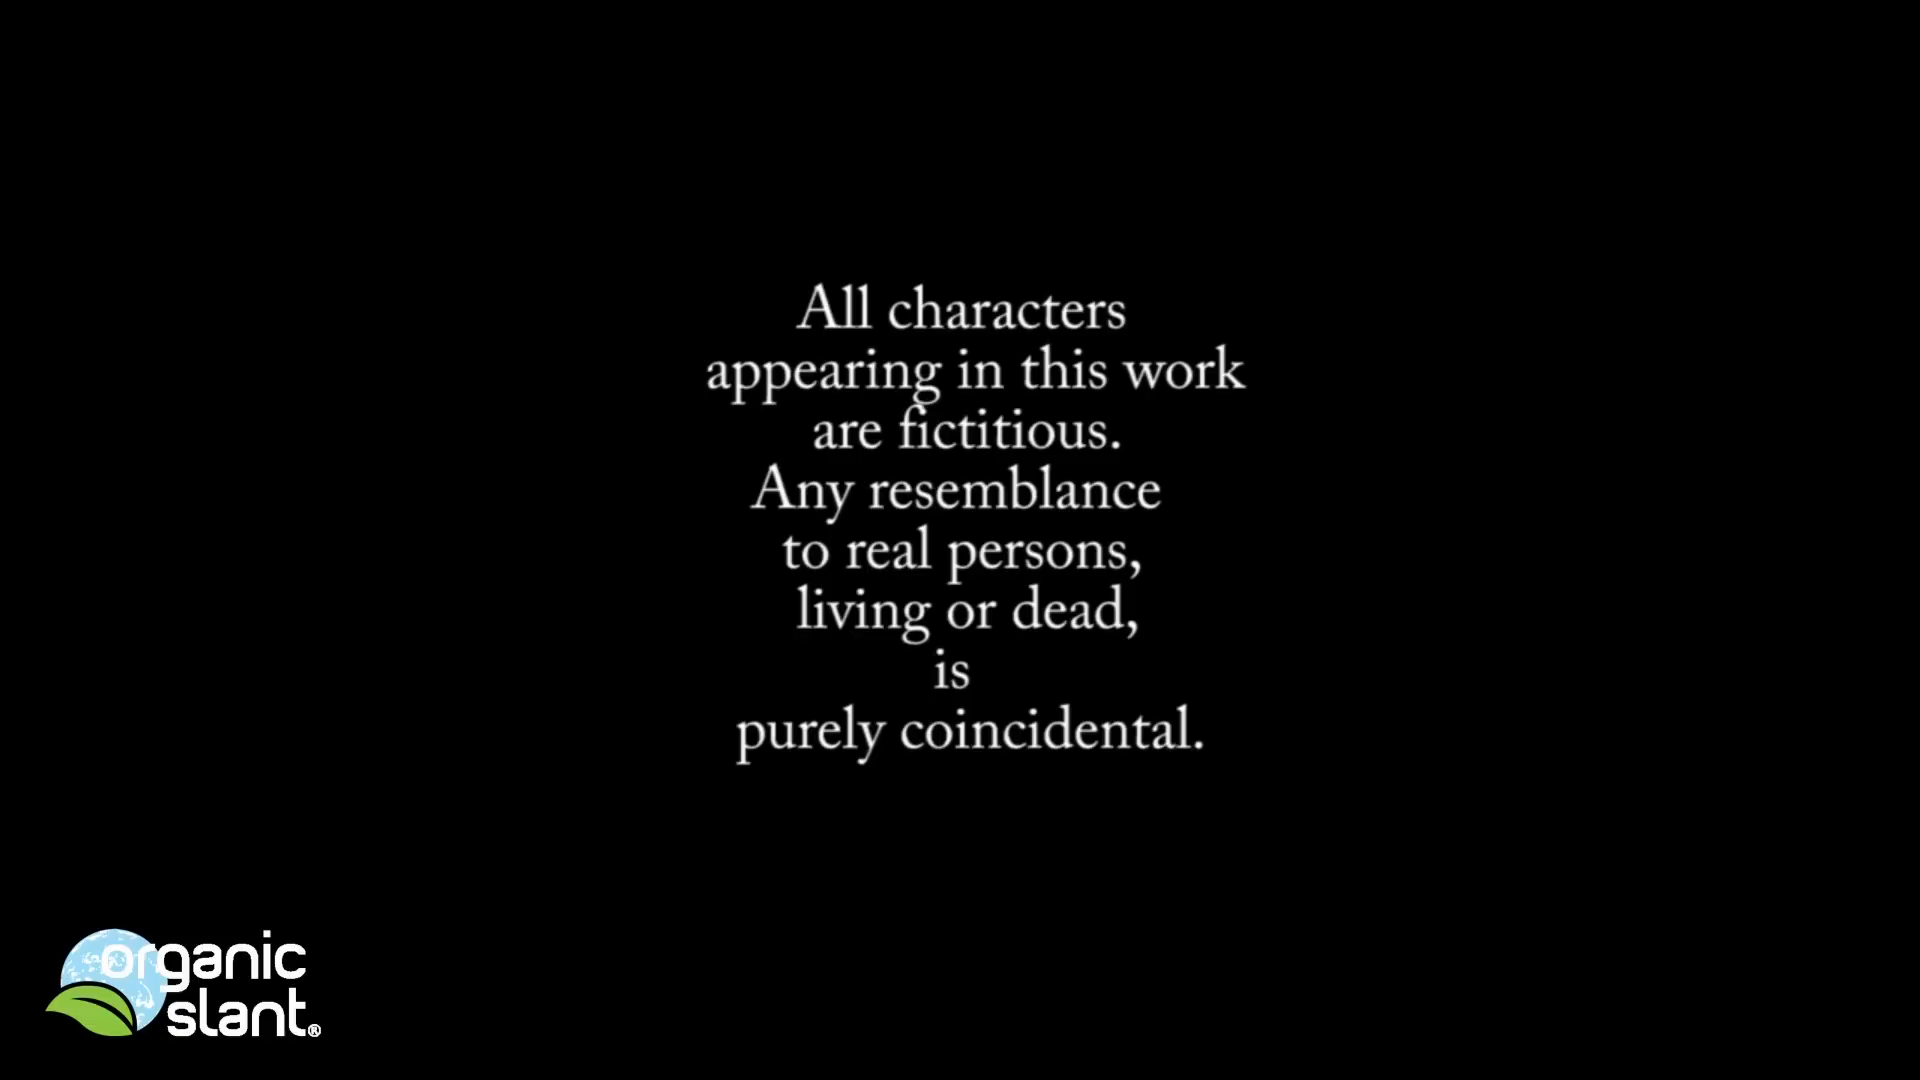 All characters
appearing in this work
are fictitious.
Any resemblance
to real persons,
living or dead,
is
purely coincidental.
organic
slant®